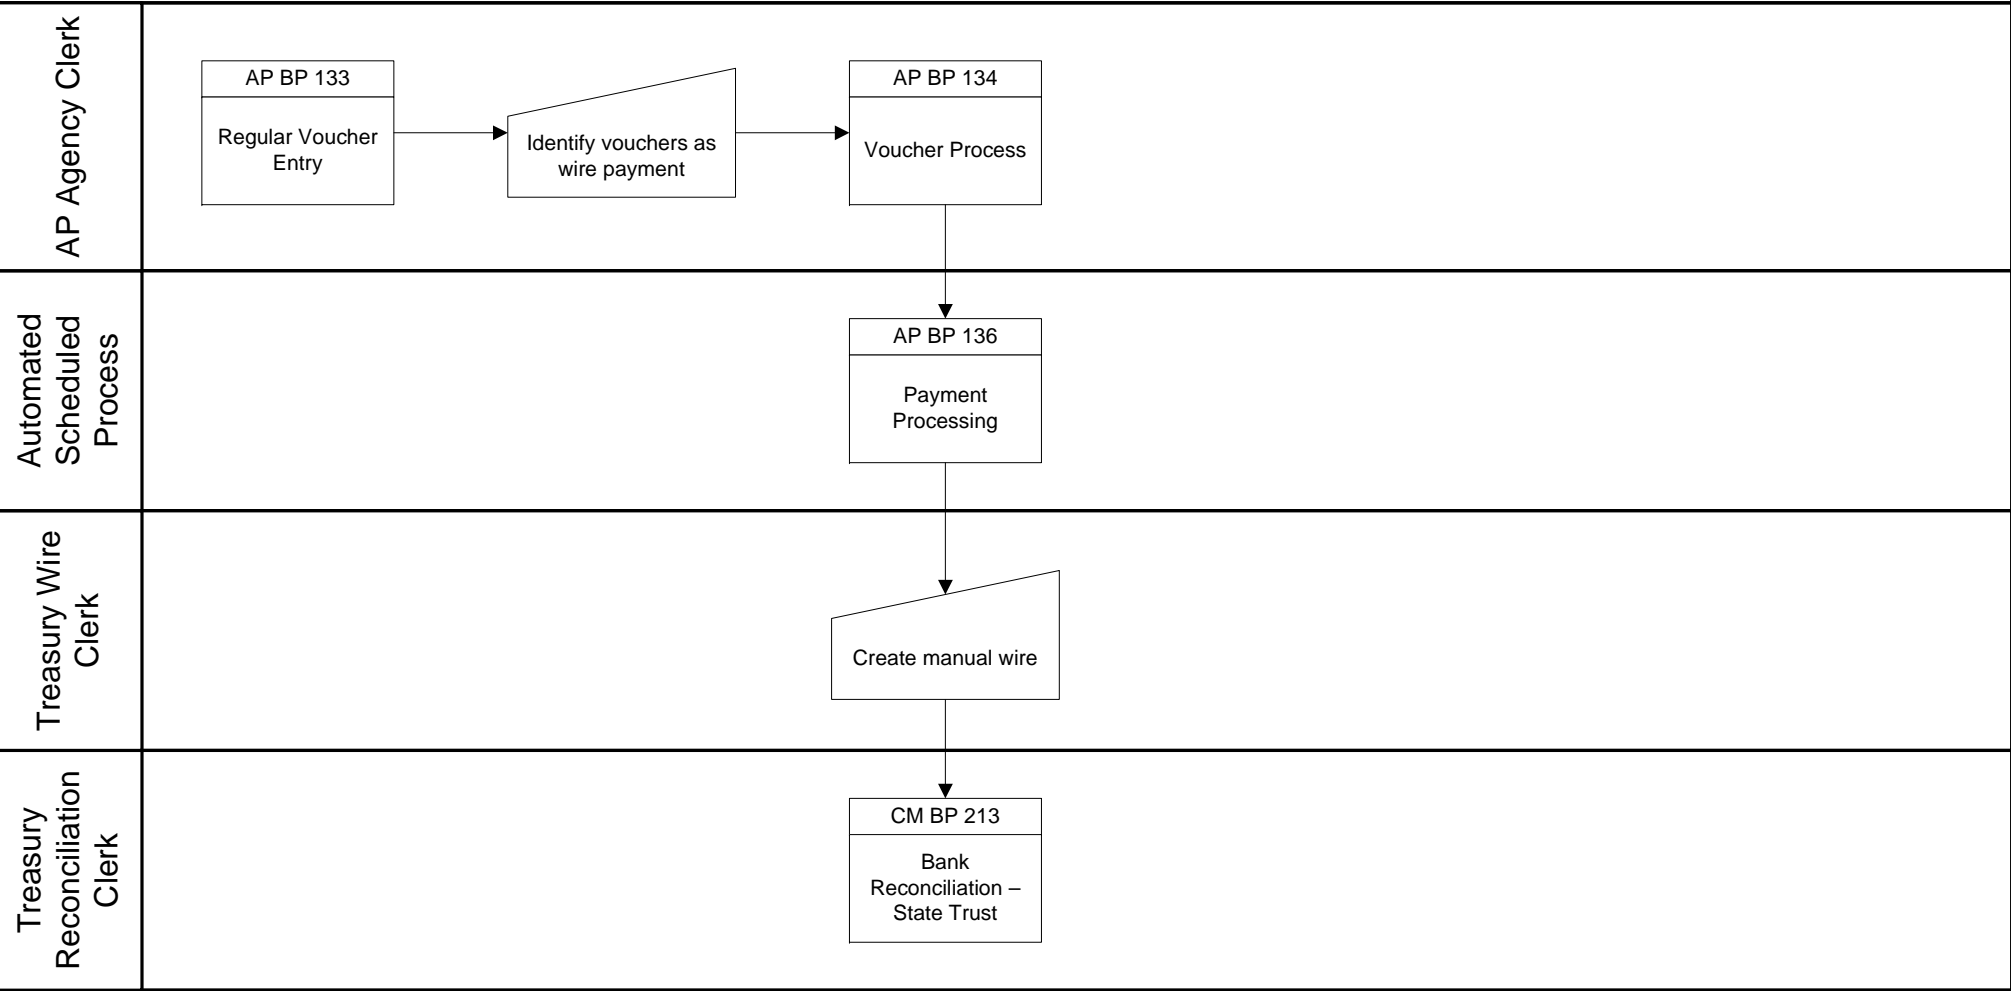 AP Agency Clerk
AP BP 133
Regular Voucher
Entry
Identify vouchers as
wire payment
AP BP 134
Voucher Process
Automated
Scheduled
Process
AP BP 136
Payment
Processing
Treasury Wire
Clerk
Create manual wire
Treasury
Reconciliation
Clerk
CM BP 213
Bank
Reconciliation –
State Trust